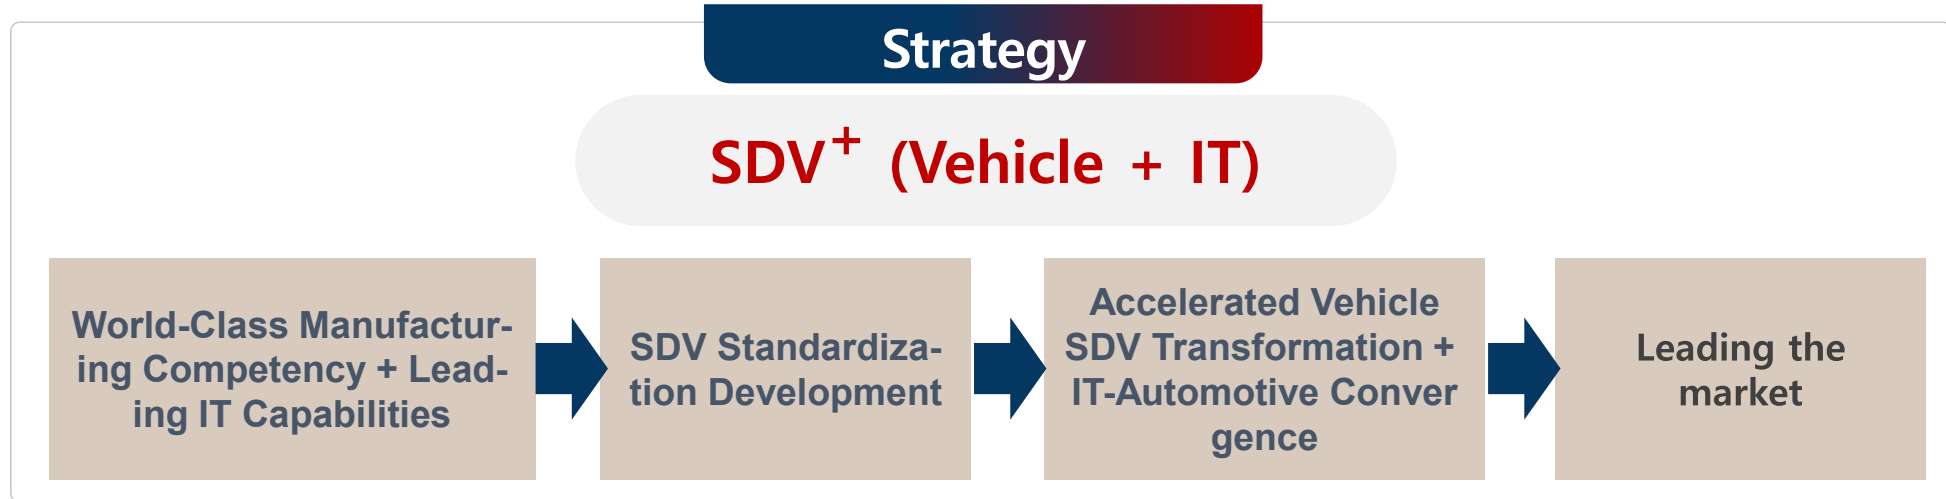 Strategy
SDV⁺ (Vehicle + IT)
World-Class Manufactur-
ing Competency + Lead-
ing IT Capabilities
SDV Standardiza-
tion Development
Accelerated Vehicle
SDV Transformation +
IT-Automotive Conver
gence
Leading the
market